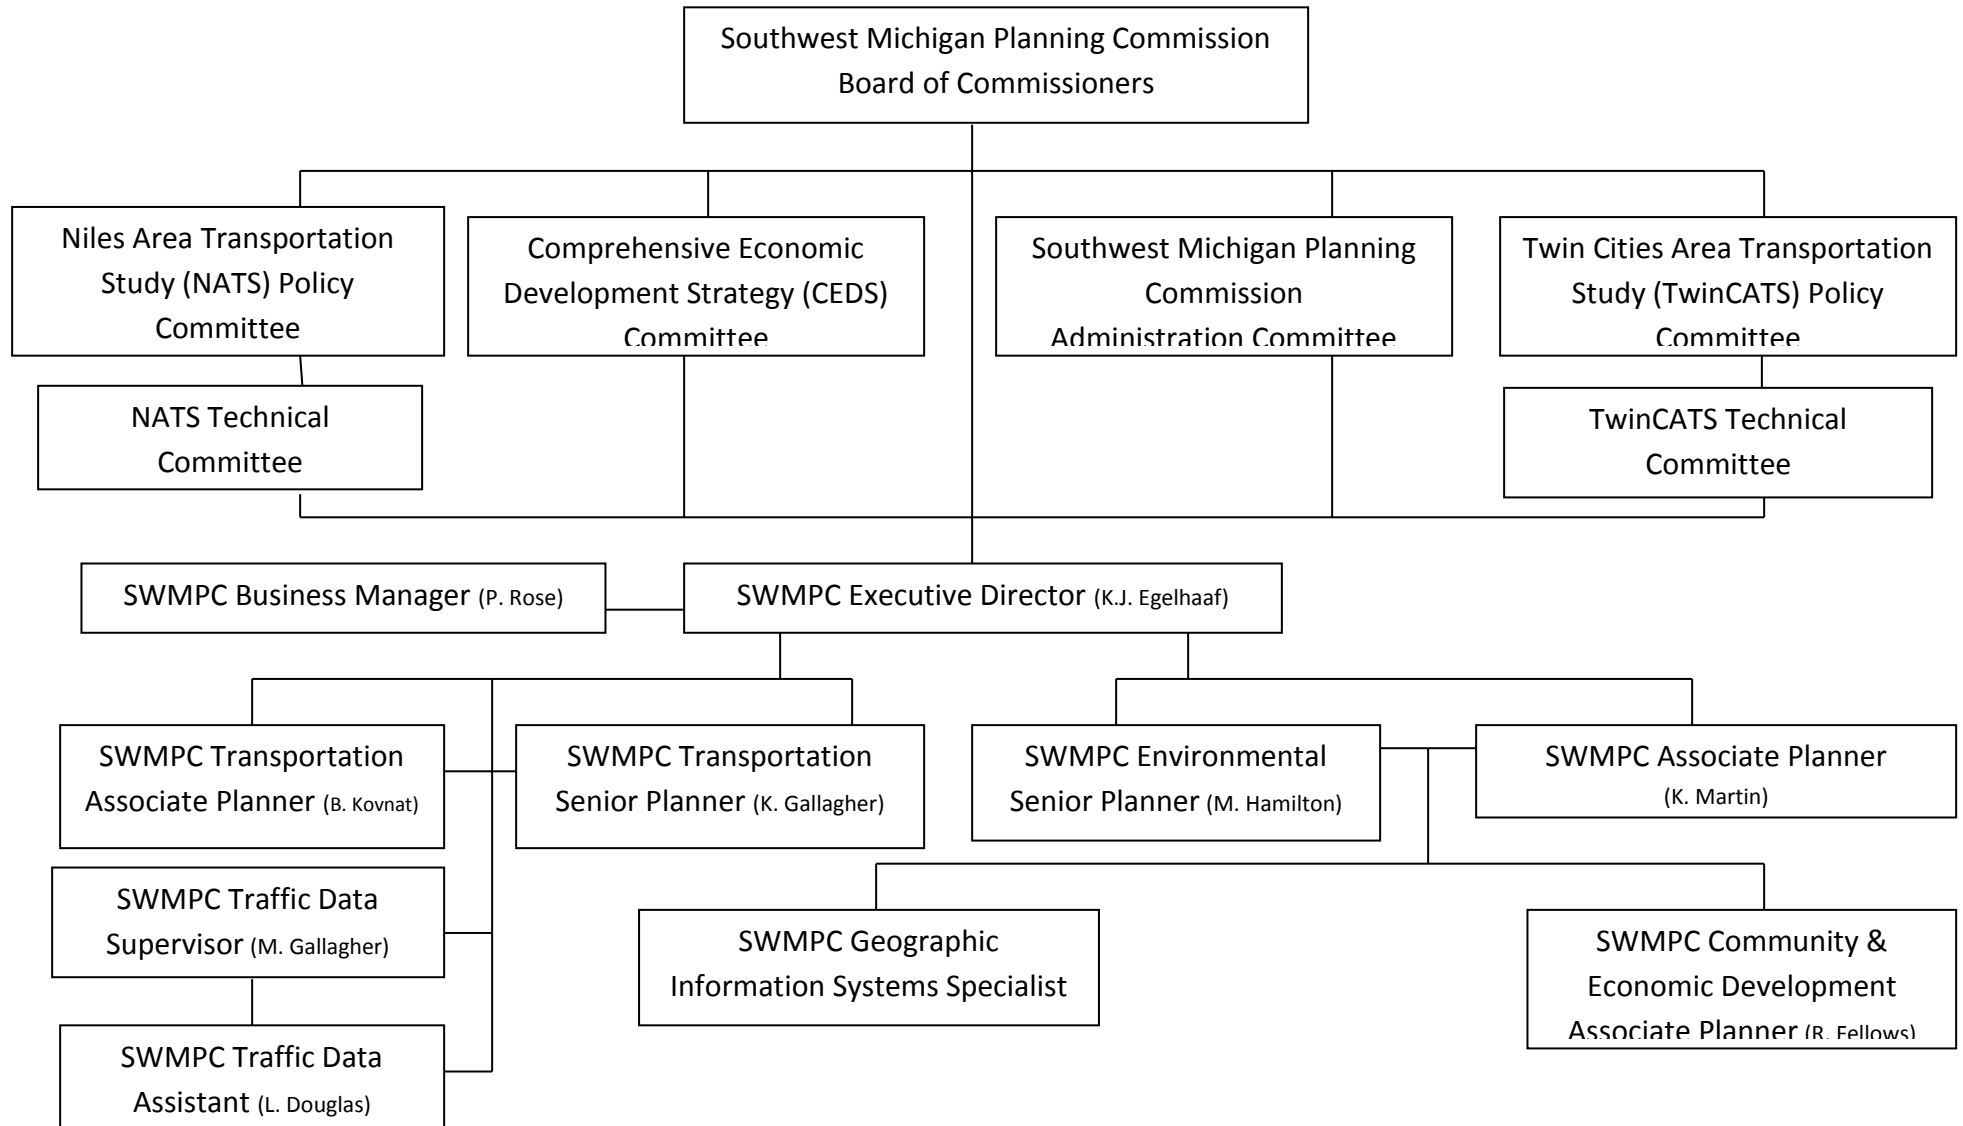 Southwest Michigan Planning Commission
Board of Commissioners
Niles Area Transportation
Study (NATS) Policy
Committee
Comprehensive Economic
Development Strategy (CEDS)
Committee
Southwest Michigan Planning
Commission
Administration Committee
Twin Cities Area Transportation
Study (TwinCATS) Policy
Committee
NATS Technical
Committee
TwinCATS Technical
Committee
SWMPC Business Manager (P. Rose)
SWMPC Executive Director (K.J. Egelhaaf)
SWMPC Transportation
Associate Planner (B. Kovnat)
SWMPC Transportation
Senior Planner (K. Gallagher)
SWMPC Environmental
Senior Planner (M. Hamilton)
SWMPC Associate Planner
(K. Martin)
SWMPC Traffic Data
Supervisor (M. Gallagher)
SWMPC Geographic
Information Systems Specialist
SWMPC Community &
Economic Development
Associate Planner (R. Fellows)
SWMPC Traffic Data
Assistant (L. Douglas)